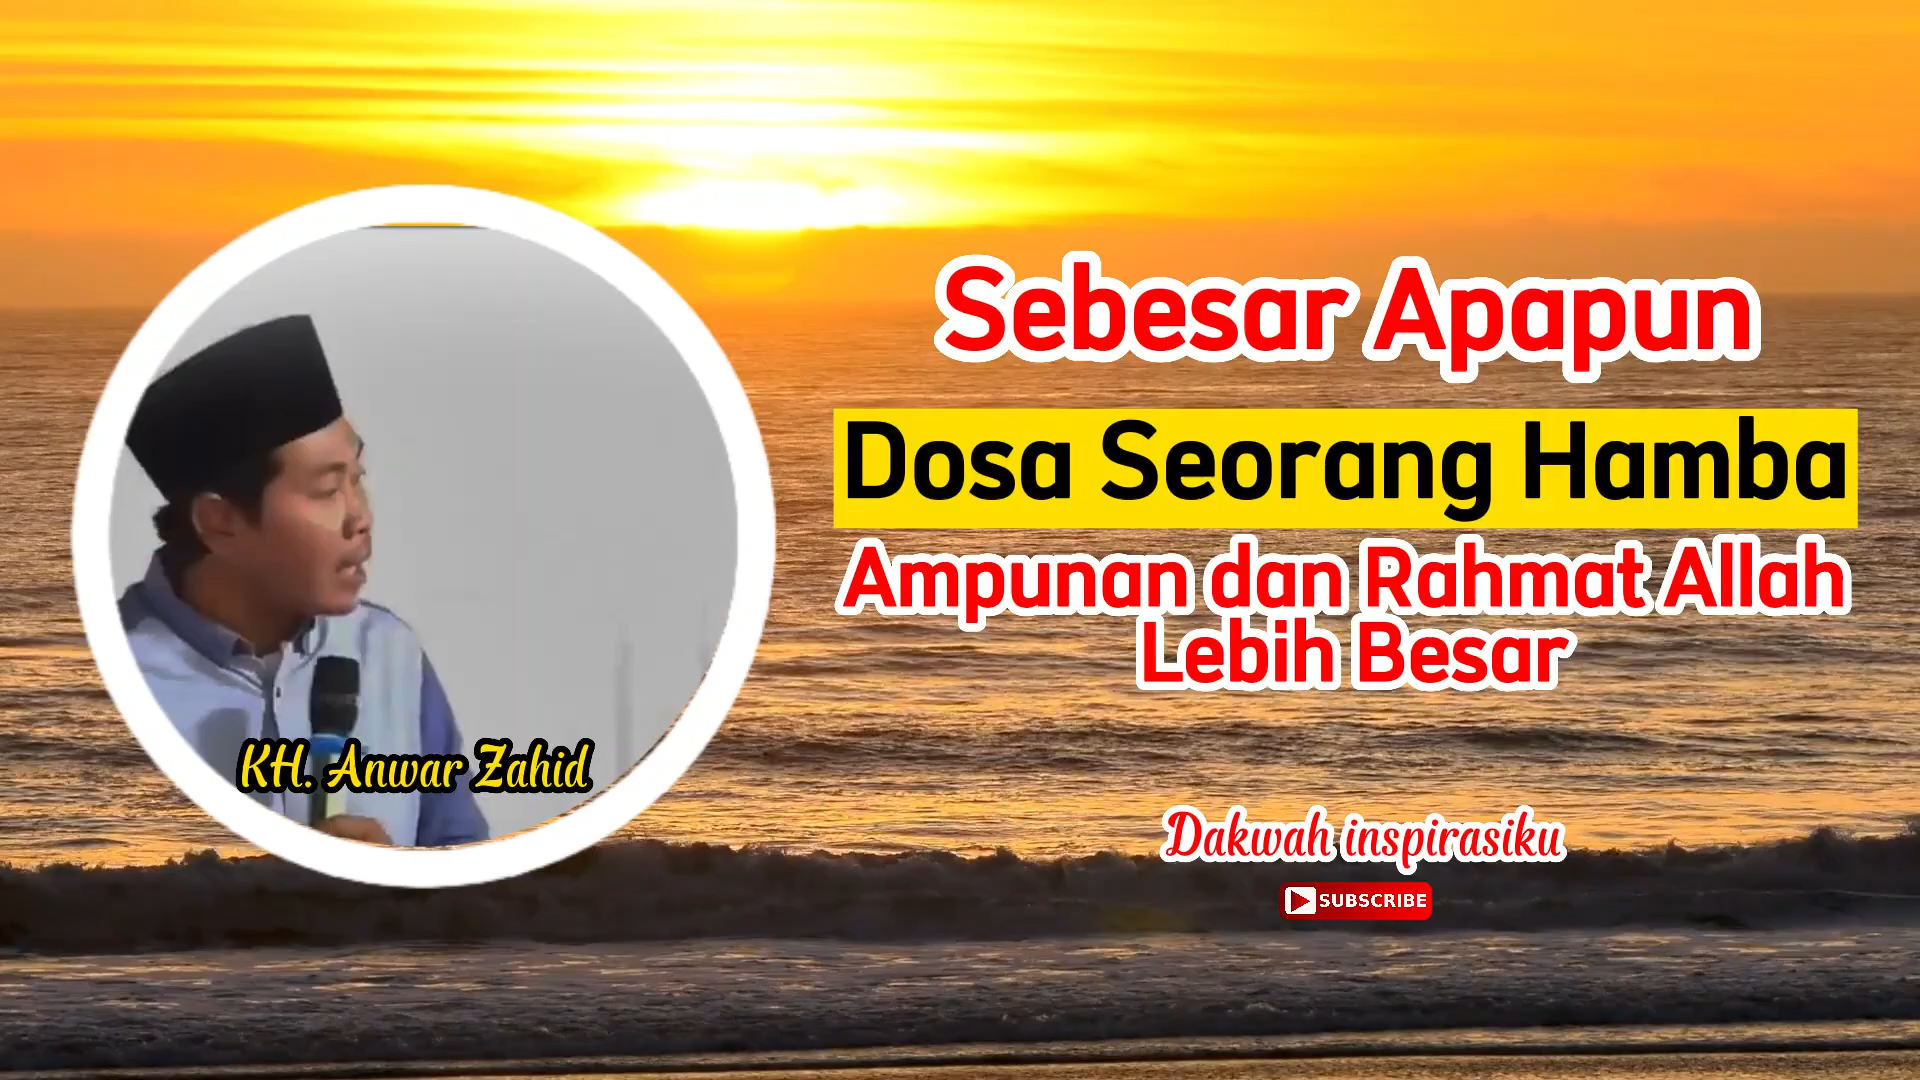 Sebesar Apapun
Dosa Seorang Hamba
Ampunan dan Rahmat Allah
Lebih Besar
KH. Anwar Zahid
Dakwah inspirasiku
SUBSCRIBE